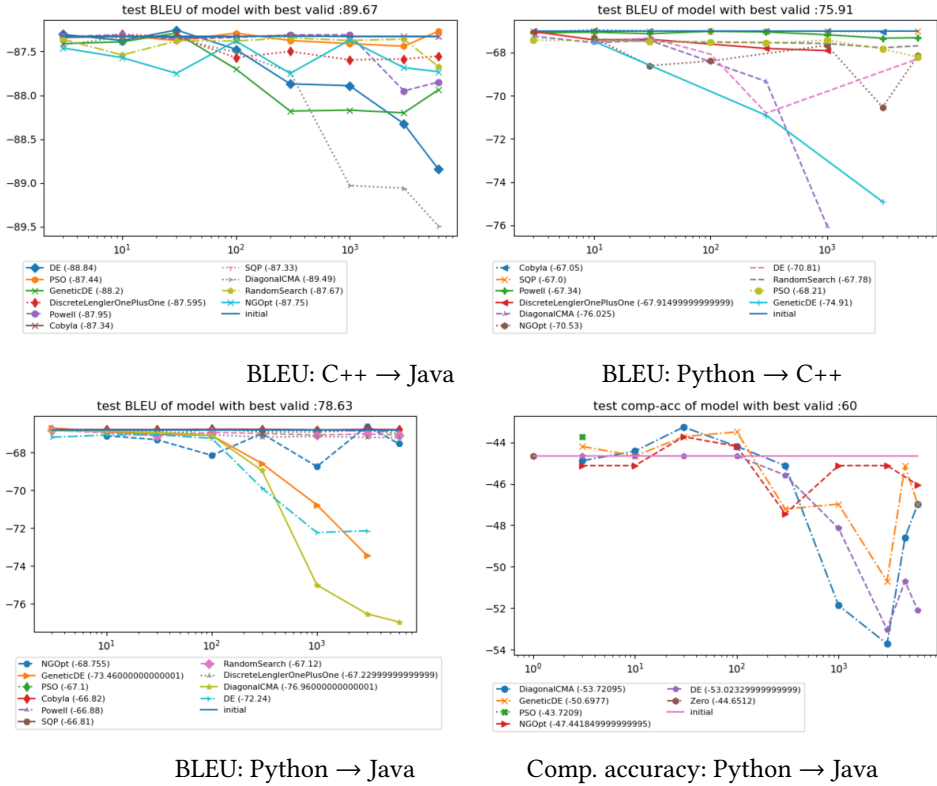 test BLEU of model with best valid :89.67
−87.5
−88.0
−88.5
−89.0
−89.5
10¹ 10² 10³
DE (-88.84)
PSO (-87.44)
GeneticDE (-88.2)
DiscreteLenglerOnePlusOne (-87.595)
Powell (-87.95)
Cobyla (-87.34)
SQP (-87.33)
DiagonalCMA (-89.49)
RandomSearch (-87.67)
NGOpt (-87.75)
initial
BLEU: C++ → Java
test BLEU of model with best valid :75.91
−68
−70
−72
−74
−76
10¹ 10² 10³
Cobyla (-67.05)
SQP (-67.0)
Powell (-67.34)
DiscreteLenglerOnePlusOne (-67.91499999999999)
DiagonalCMA (-76.025)
NGOpt (-70.53)
DE (-70.81)
RandomSearch (-67.78)
PSO (-68.21)
GeneticDE (-74.91)
initial
BLEU: Python → C++
test BLEU of model with best valid :78.63
−68
−70
−72
−74
−76
10¹ 10² 10³
NGOpt (-68.755)
GeneticDE (-73.46000000000001)
PSO (-67.1)
Cobyla (-66.82)
Powell (-66.88)
SQP (-66.81)
RandomSearch (-67.12)
DiscreteLenglerOnePlusOne (-67.22999999999999)
DiagonalCMA (-76.96000000000001)
DE (-72.24)
initial
BLEU: Python → Java
test comp-acc of model with best valid :60
−44
−46
−48
−50
−52
−54
10⁰ 10¹ 10² 10³
DiagonalCMA (-53.72095)
GeneticDE (-50.6977)
PSO (-43.7209)
NGOpt (-47.441849999999995)
DE (-53.02329999999999)
Zero (-44.6512)
initial
Comp. accuracy: Python → Java